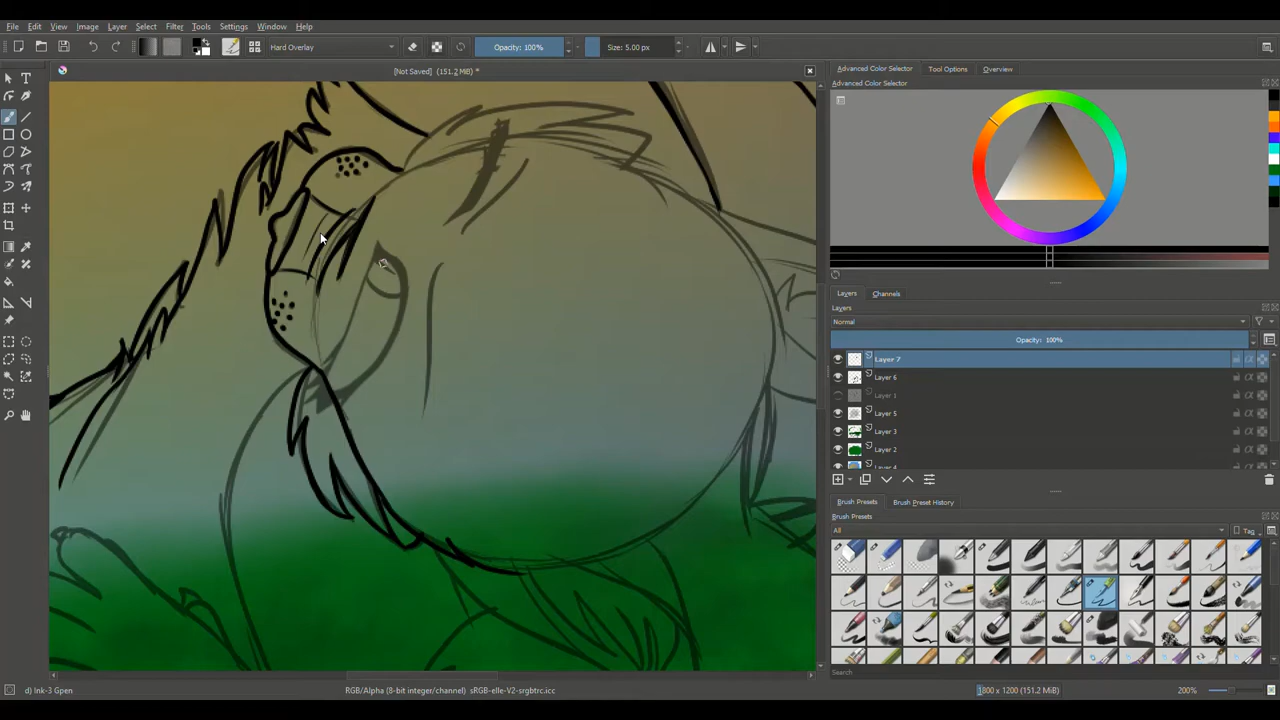 File Edit View Image Layer Select Filter Tools Settings Window Help
Hard Overlay Opacity: 100% Size: 5.00 px
[Not Saved] (151.2 MiB) *
Advanced Color Selector Tool Options Overview
Advanced Color Selector
Layers Channels
Layers
Normal
Opacity: 100%
Layer 7
Layer 6
Layer 1
Layer 5
Layer 3
Layer 2
Layer 4
Brush Presets Brush Preset History
Brush Presets
All Tag
Search
d) Ink-3 Gpen RGB/Alpha (8-bit integer/channel) sRGB-elle-V2-srgbtrc.icc 1800 x 1200 (151.2 MiB) 200%